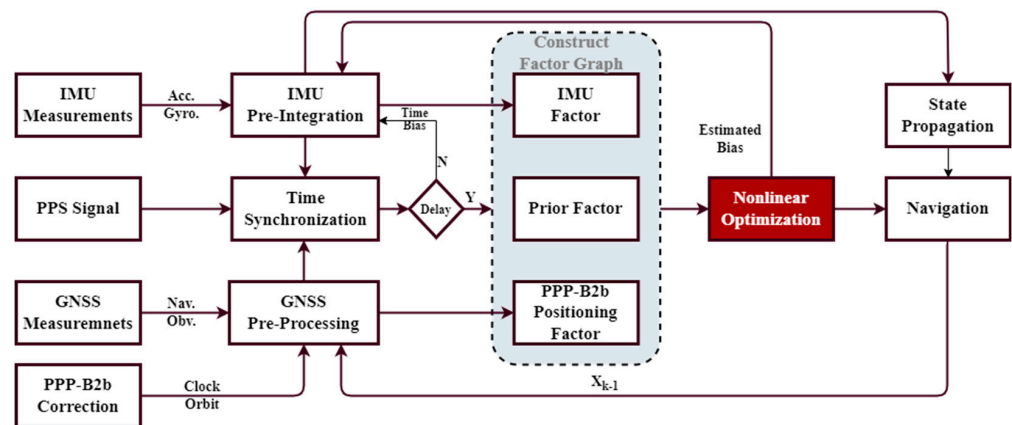 Construct
Factor Graph
IMU
Measurements
Acc.
Gyro.
IMU
Pre-Integration
Time
Bias
IMU
Factor
Estimated
Bias
State
Propagation
N
PPS Signal
Time
Synchronization
Delay
Y
Prior Factor
Nonlinear
Optimization
Navigation
GNSS
Measuremnets
Nav.
Obv.
GNSS
Pre-Processing
PPP-B2b
Positioning
Factor
PPP-B2b
Correction
Clock
Orbit
Xk-1